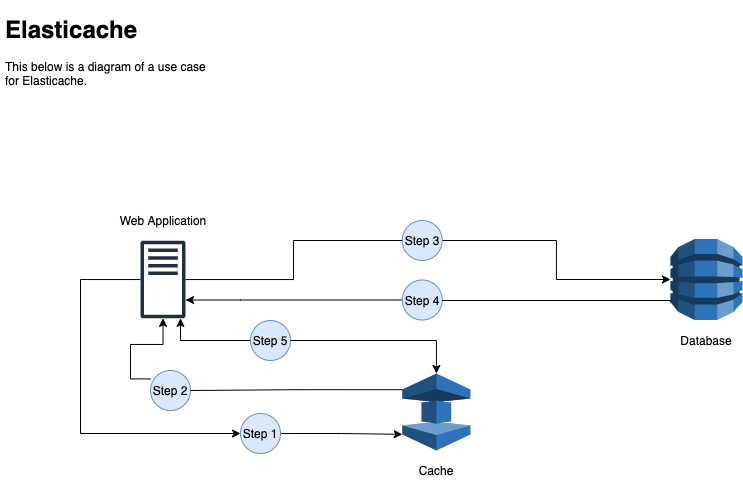 Elasticache
This below is a diagram of a use case
for Elasticache.
Web Application
Step 3
Step 4
Database
Step 5
Step 2
Step 1
Cache